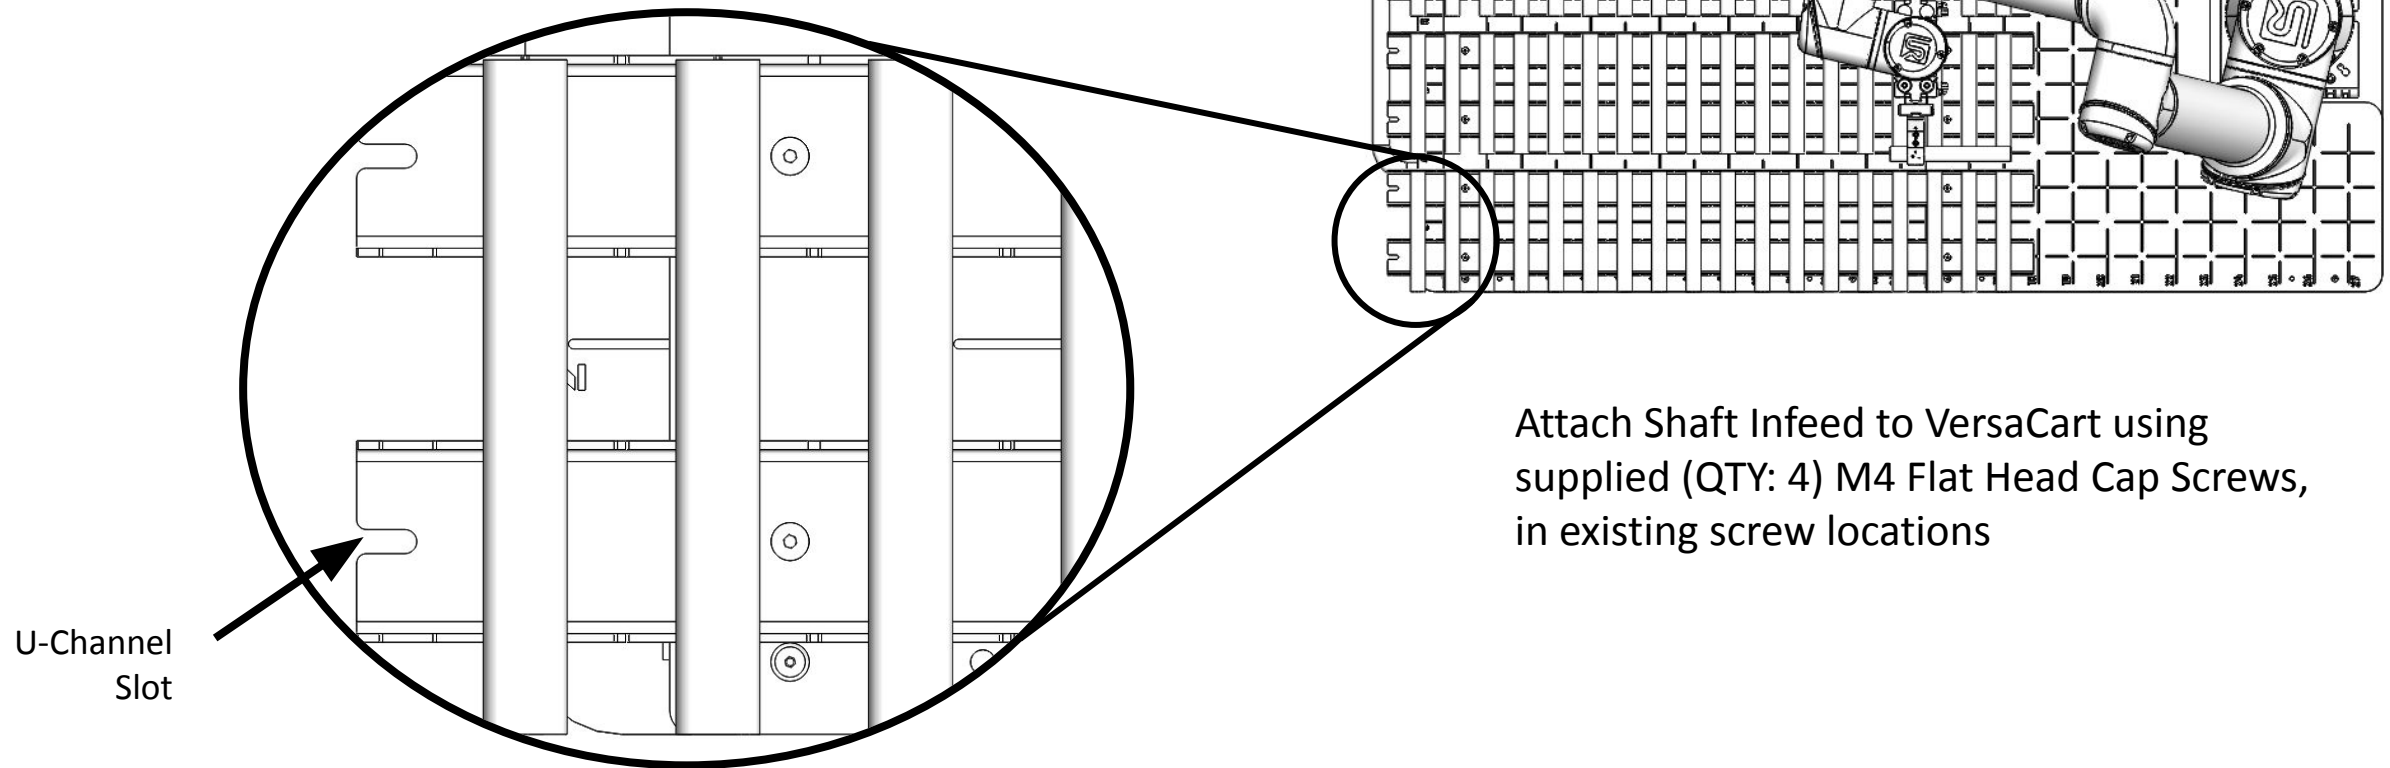 Attach Shaft Infeed to VersaCart using
supplied (QTY: 4) M4 Flat Head Cap Screws,
in existing screw locations
U-Channel
Slot